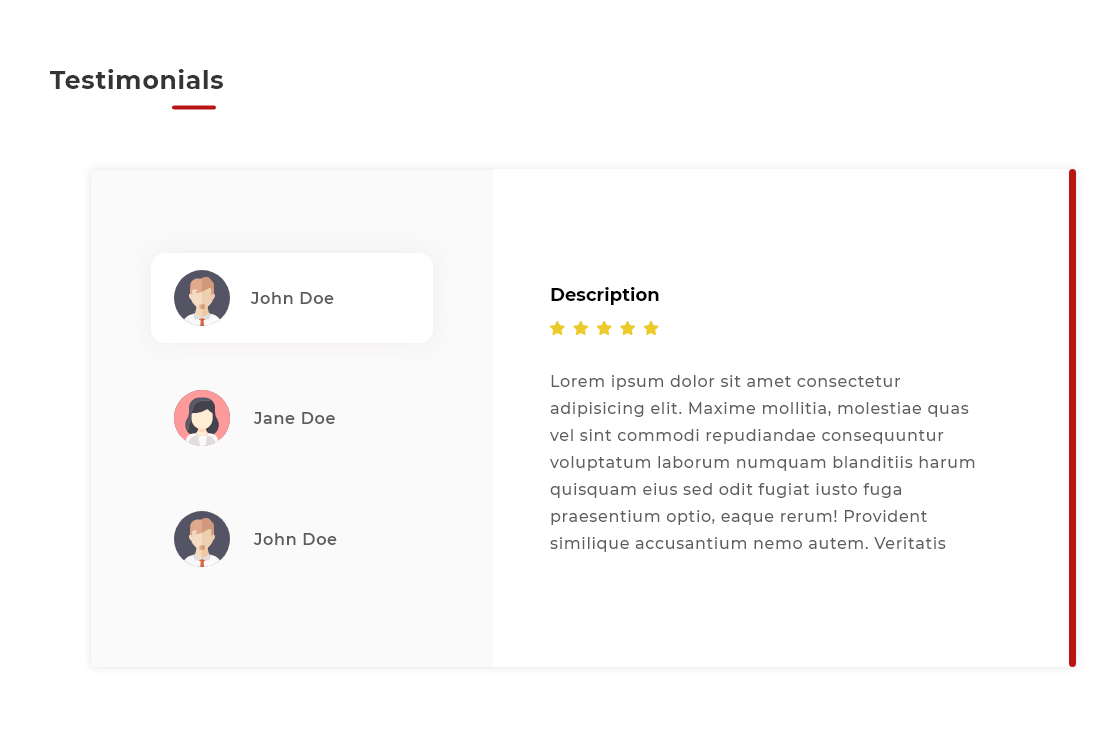 Testimonials
John Doe
Jane Doe
John Doe
Description
Lorem ipsum dolor sit amet consectetur
adipisicing elit. Maxime mollitia, molestiae quas
vel sint commodi repudiandae consequuntur
voluptatum laborum numquam blanditiis harum
quisquam eius sed odit fugiat iusto fuga
praesentium optio, eaque rerum! Provident
similique accusantium nemo autem. Veritatis